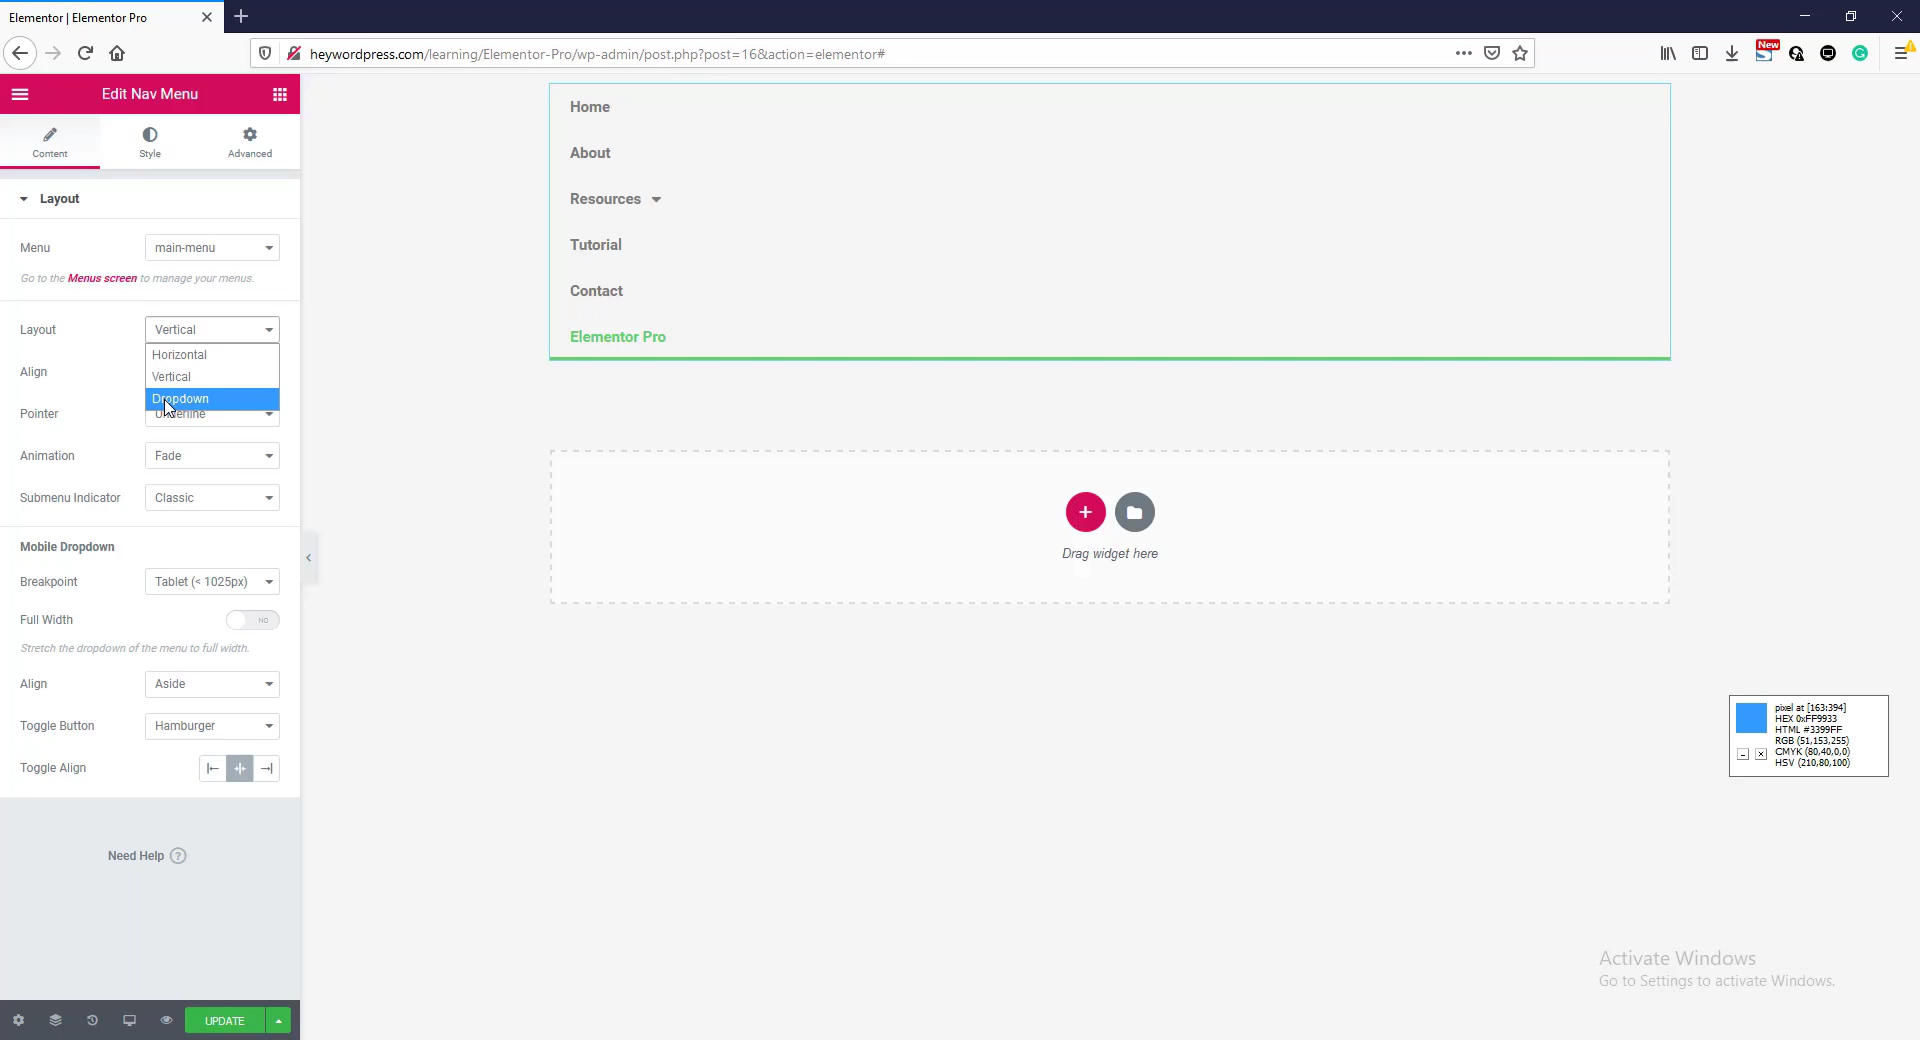 Elementor | Elementor Pro
heywordpress.com/learning/Elementor-Pro/wp-admin/post.php?post=16&action=elementor#
New
Edit Nav Menu
Content
Style
Advanced
Layout
Menu
main-menu
Go to the Menus screen to manage your menus.
Layout
Vertical
Horizontal
Vertical
Dropdown
Align
Pointer
Underline
Animation
Fade
Submenu Indicator
Classic
Mobile Dropdown
Breakpoint
Tablet (< 1025px)
Full Width
NO
Stretch the dropdown of the menu to full width.
Align
Aside
Toggle Button
Hamburger
Toggle Align
Need Help ?
UPDATE
Home
About
Resources
Tutorial
Contact
Elementor Pro
Drag widget here
pixel at [163:394]
HEX 0xFF9933
HTML #3399FF
RGB (51,153,255)
CMYK (80,40,0,0)
HSV (210,80,100)
Activate Windows
Go to Settings to activate Windows.